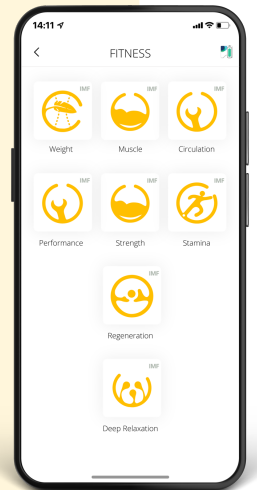 14:11
FITNESS
IMF IMF IMF
Weight Muscle Circulation
IMF IMF IMF
Performance Strength Stamina
IMF
Regeneration
IMF
Deep Relaxation